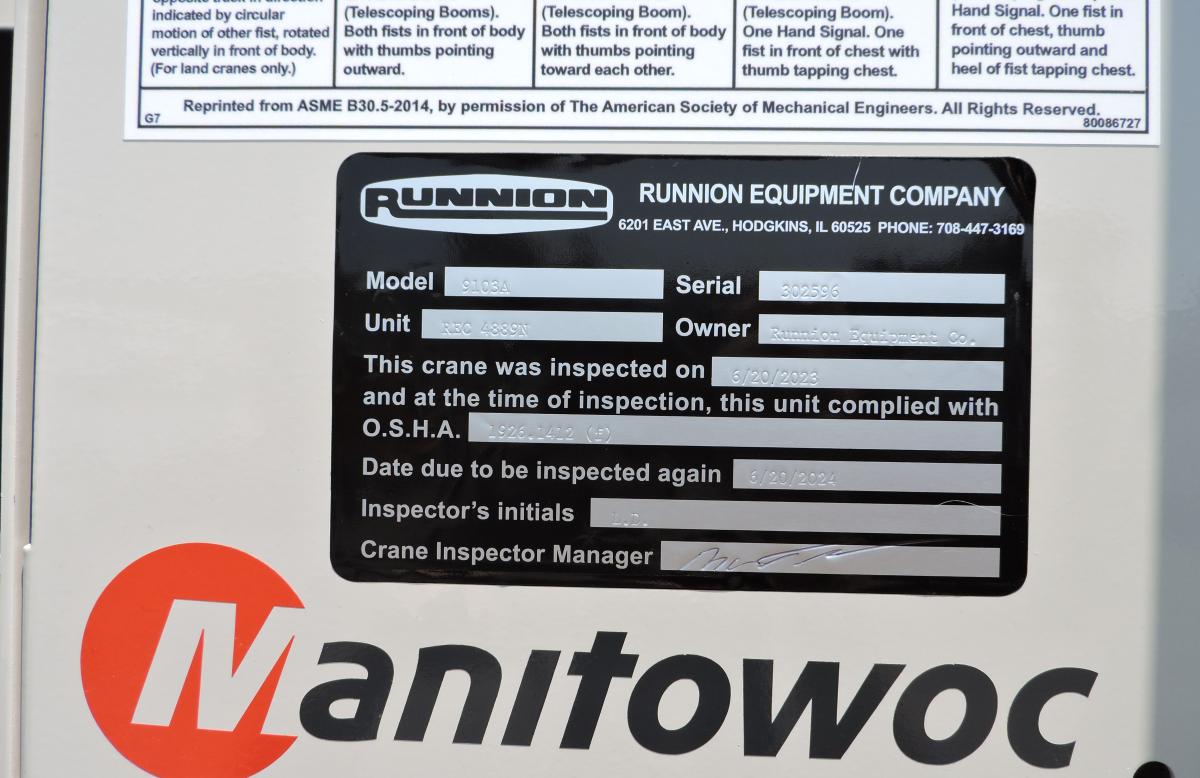 opposite track in direction
indicated by circular
motion of other fist, rotated
vertically in front of body.
(For land cranes only.)
(Telescoping Booms).
Both fists in front of body
with thumbs pointing
outward.
(Telescoping Boom).
Both fists in front of body
with thumbs pointing
toward each other.
(Telescoping Boom).
One Hand Signal. One
fist in front of chest with
thumb tapping chest.
Hand Signal. One fist in
front of chest, thumb
pointing outward and
heel of fist tapping chest.
Reprinted from ASME B30.5-2014, by permission of The American Society of Mechanical Engineers. All Rights Reserved.
G7 80086727
RUNNION RUNNION EQUIPMENT COMPANY
6201 EAST AVE., HODGKINS, IL 60525 PHONE: 708-447-3169
Model 9103A Serial 302596
Unit REC 4889N Owner Runnion Equipment Co.
This crane was inspected on 6/20/2023
and at the time of inspection, this unit complied with
O.S.H.A. 1926.1412 (F)
Date due to be inspected again 6/20/2024
Inspector's initials L.D.
Crane Inspector Manager
Manitowoc